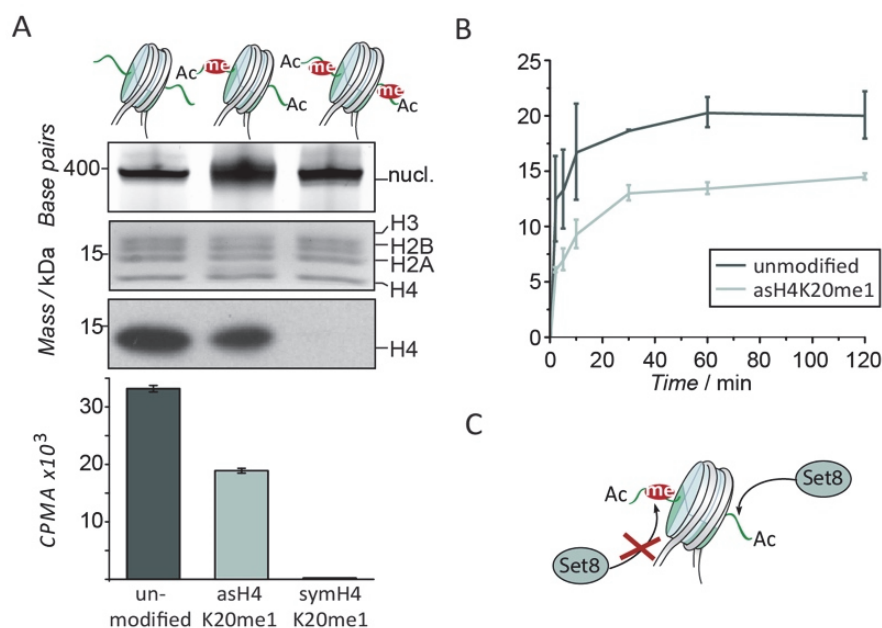 A
Ac
me
Ac
me
me
Ac
Base pairs
400
nucl.
Mass / kDa
15
H3
H2B
H2A
H4
15
H4
CPMA x10³
30
20
10
un-
modified
asH4
K20me1
symH4
K20me1
B
25
20
15
10
5
0
0
20
40
60
80
100
120
Time / min
unmodified
asH4K20me1
C
Ac
me
Set8
Ac
Set8